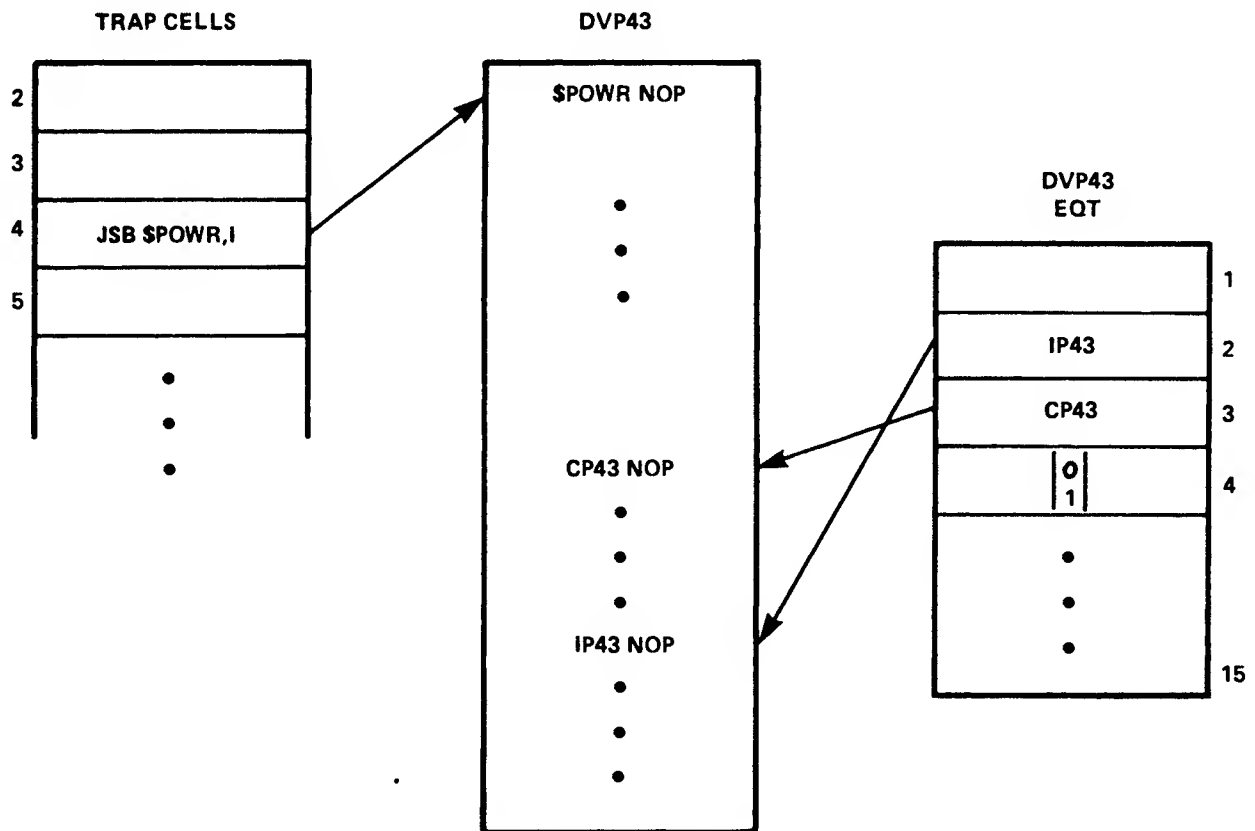 TRAP CELLS
2
3
4
JSB $POWR,I
5
DVP43
$POWR NOP
CP43 NOP
IP43 NOP
DVP43
EQT
1
IP43
2
CP43
3
0
1
4
15